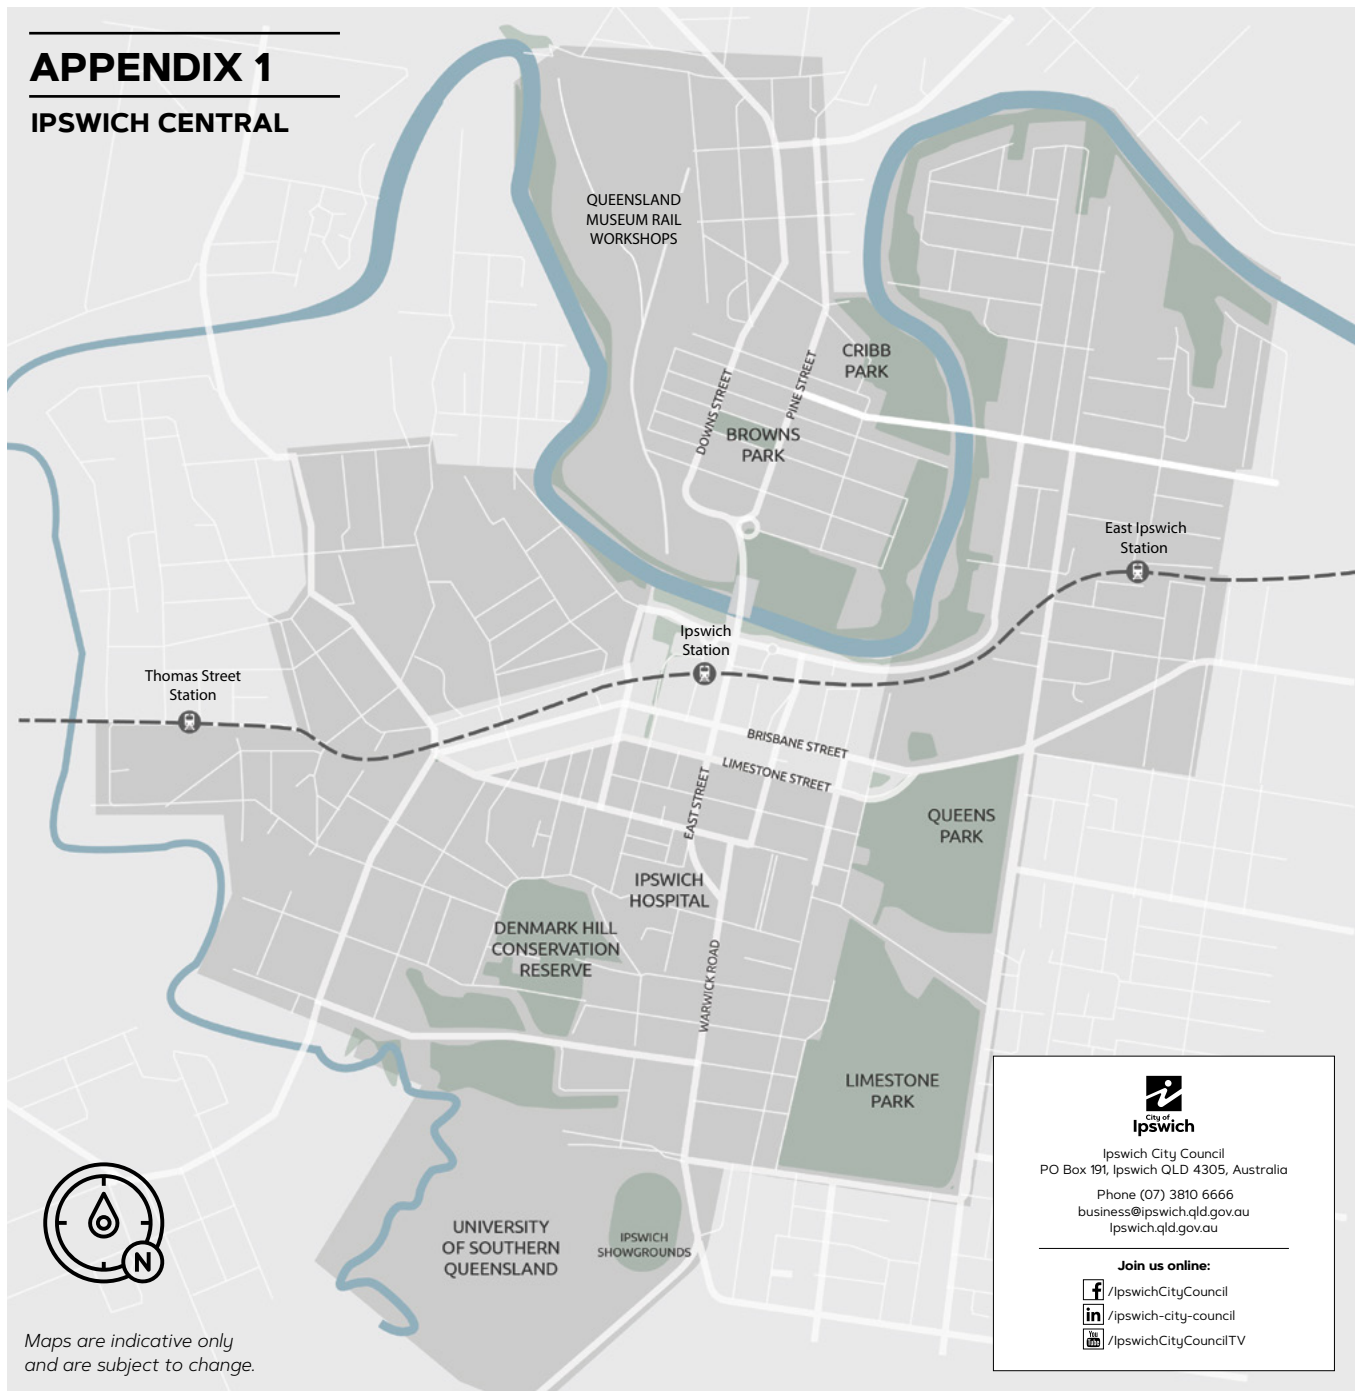 APPENDIX 1
IPSWICH CENTRAL
QUEENSLAND
MUSEUM RAIL
WORKSHOPS
CRIBB
PARK
DOWNS STREET
PINE STREET
BROWNS
PARK
East Ipswich
Station
Ipswich
Station
Thomas Street
Station
BRISBANE STREET
LIMESTONE STREET
EAST STREET
QUEENS
PARK
IPSWICH
HOSPITAL
DENMARK HILL
CONSERVATION
RESERVE
WARWICK ROAD
LIMESTONE
PARK
UNIVERSITY
OF SOUTHERN
QUEENSLAND
IPSWICH
SHOWGROUNDS
N
Maps are indicative only
and are subject to change.
City of
Ipswich
Ipswich City Council
PO Box 191, Ipswich QLD 4305, Australia
Phone (07) 3810 6666
business@ipswich.qld.gov.au
Ipswich.qld.gov.au
Join us online:
f /IpswichCityCouncil
in /ipswich-city-council
You Tube /IpswichCityCouncilTV